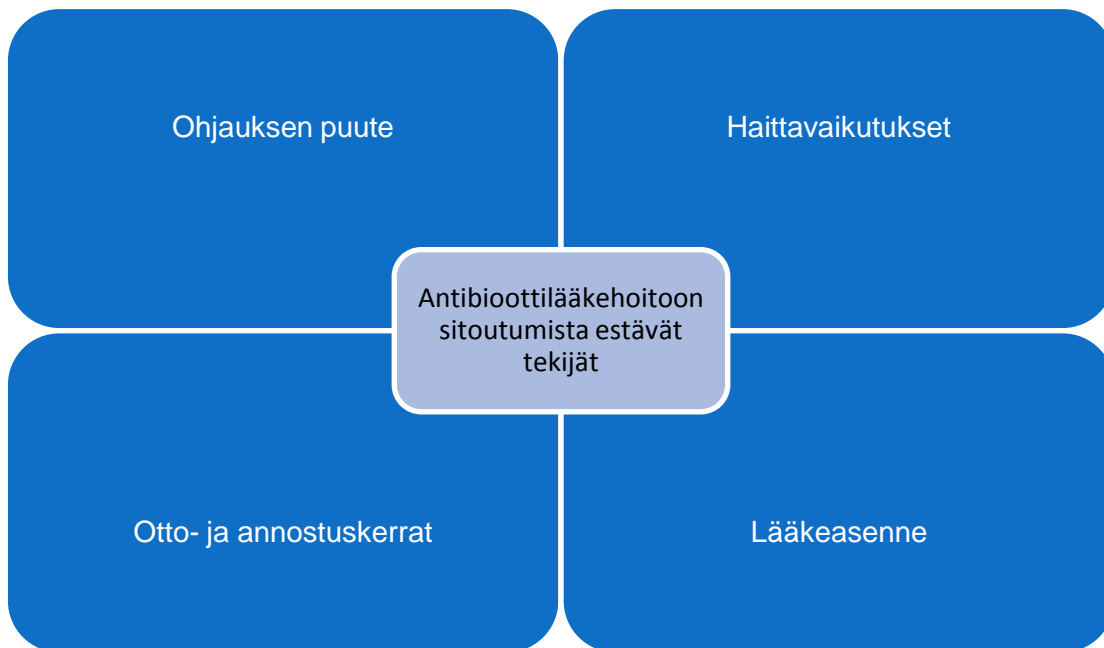 Ohjauksen puute
Haittavaikutukset
Antibioottilääkehoitoon
sitoutumista estävät
tekijät
Otto- ja annostuskerrat
Lääkeasenne